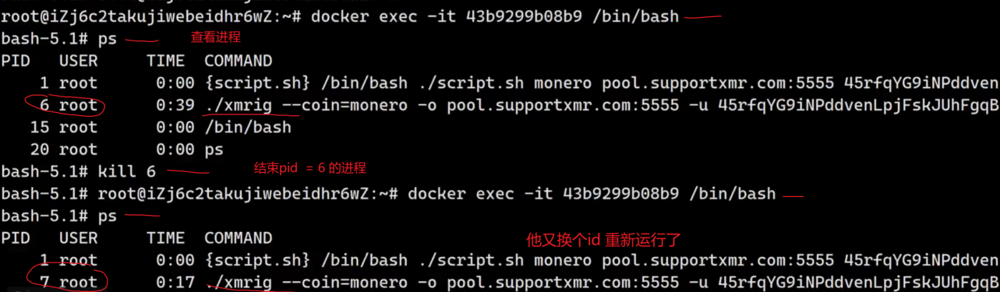 root@iZj6c2takujiwebeidhr6wZ:~# docker exec -it 43b9299b08b9 /bin/bash
bash-5.1# ps 查看进程
PID USER TIME COMMAND
1 root 0:00 {script.sh} /bin/bash ./script.sh monero pool.supportxmr.com:5555 45rfqYG9iNPddven
6 root 0:39 ./xmrig --coin=monero -o pool.supportxmr.com:5555 -u 45rfqYG9iNPddvenLpjFskJUhFgqB
15 root 0:00 /bin/bash
20 root 0:00 ps
bash-5.1# kill 6 结束pid = 6 的进程
bash-5.1# root@iZj6c2takujiwebeidhr6wZ:~# docker exec -it 43b9299b08b9 /bin/bash
bash-5.1# ps
PID USER TIME COMMAND 他又换个id 重新运行了
1 root 0:00 {script.sh} /bin/bash ./script.sh monero pool.supportxmr.com:5555 45rfqYG9iNPddven
7 root 0:17 ./xmrig --coin=monero -o pool.supportxmr.com:5555 -u 45rfqYG9iNPddvenLpjFskJUhFgqB